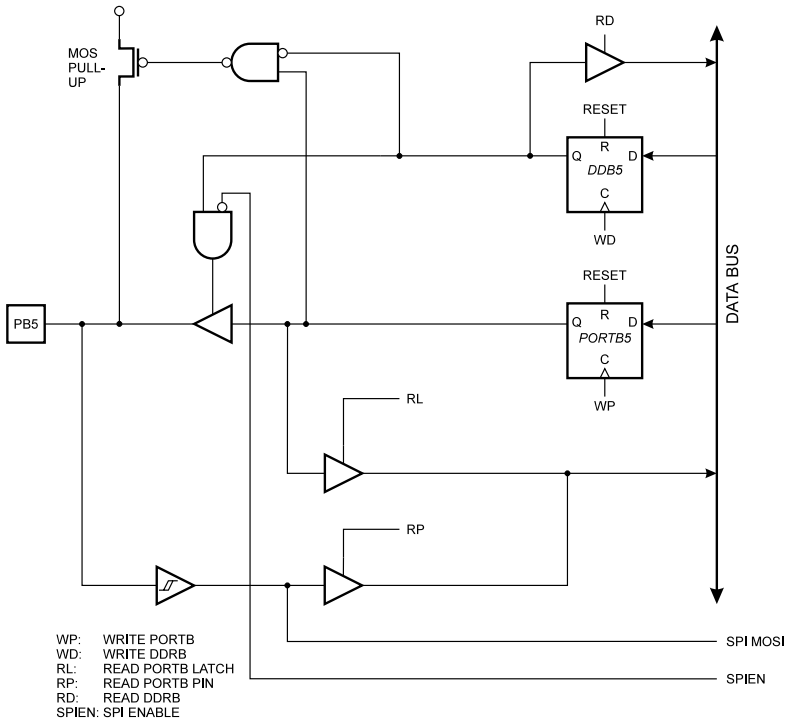 RD
MOS
PULL-
UP
RESET
R
Q
D
DDB5
C
WD
RESET
DATA BUS
PB5
R
Q
D
PORTB5
C
WP
RL
RP
WP: WRITE PORTB
WD: WRITE DDRB
RL: READ PORTB LATCH
RP: READ PORTB PIN
RD: READ DDRB
SPIEN: SPI ENABLE
SPI MOSI
SPIEN